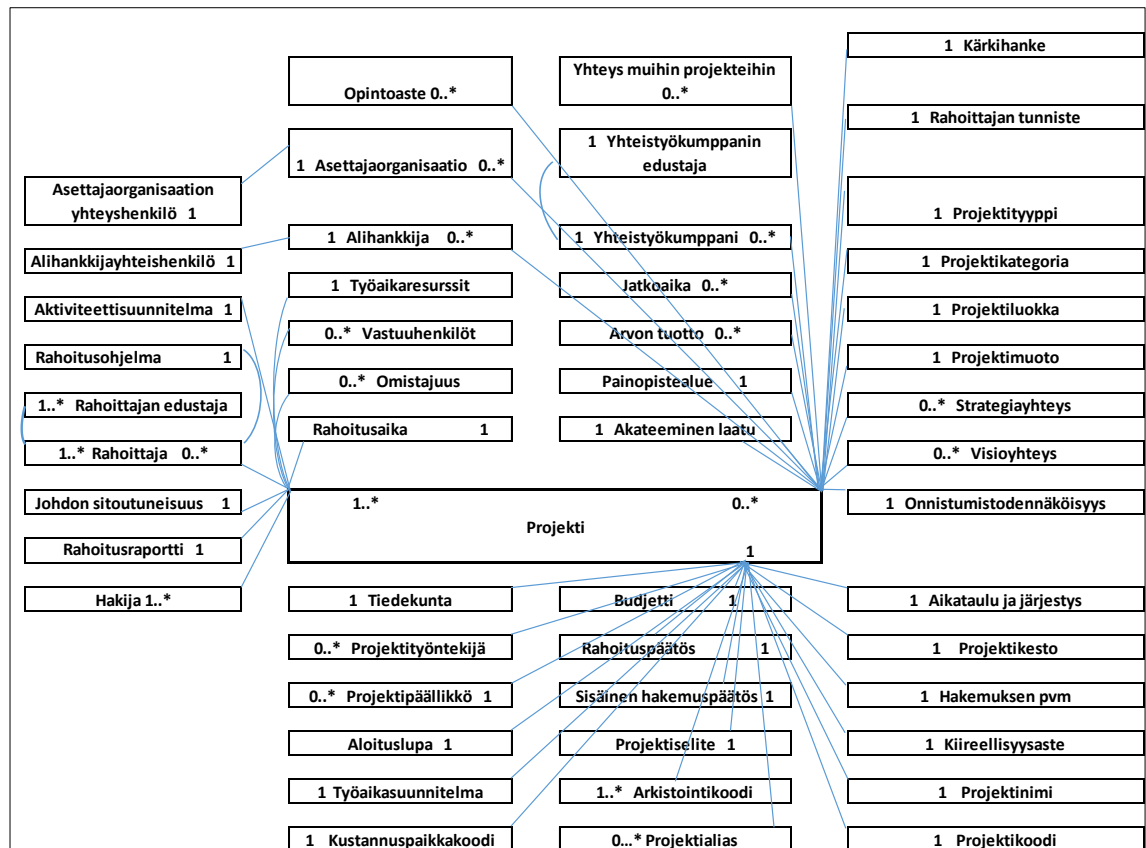 1 Kärkihanke
Opintoaste 0..*
Yhteys muihin projekteihin
0..*
1 Rahoittajan tunniste
1 Asettajaorganisaatio 0..*
1 Yhteistyökumppanin
edustaja
Asettajaorganisaation
yhteyshenkilö 1
1 Projektityyppi
1 Alihankkija 0..*
1 Yhteistyökumppani 0..*
Alihankkijayhteishenkilö 1
1 Projektikategoria
1 Työaikaresurssit
Jatkoaika 0..*
Aktiviteettisuunnitelma 1
1 Projektiluokka
0..* Vastuuhenkilöt
Arvon tuotto 0..*
Rahoitusohjelma 1
1 Projektimuoto
0..* Omistajuus
Painopistealue 1
1..* Rahoittajan edustaja
0..* Strategiayhteys
Rahoitusaika 1
1 Akateeminen laatu
1..* Rahoittaja 0..*
0..* Visioyhteys
Johdon sitoutuneisuus 1
1..*
0..*
1 Onnistumistodennäköisyys
Projekti
Rahoitusraportti 1
1
Hakija 1..*
1 Tiedekunta
Budjetti 1
1 Aikataulu ja järjestys
0..* Projektityöntekijä
Rahoituspäätös 1
1 Projektikesto
0..* Projektipäällikkö 1
Sisäinen hakemuspäätös 1
1 Hakemuksen pvm
Aloituslupa 1
Projektiselite 1
1 Kiireellisyysaste
1 Työaikasuunnitelma
1..* Arkistointikoodi
1 Projektinimi
1 Kustannuspaikkakoodi
0...* Projektialias
1 Projektikoodi